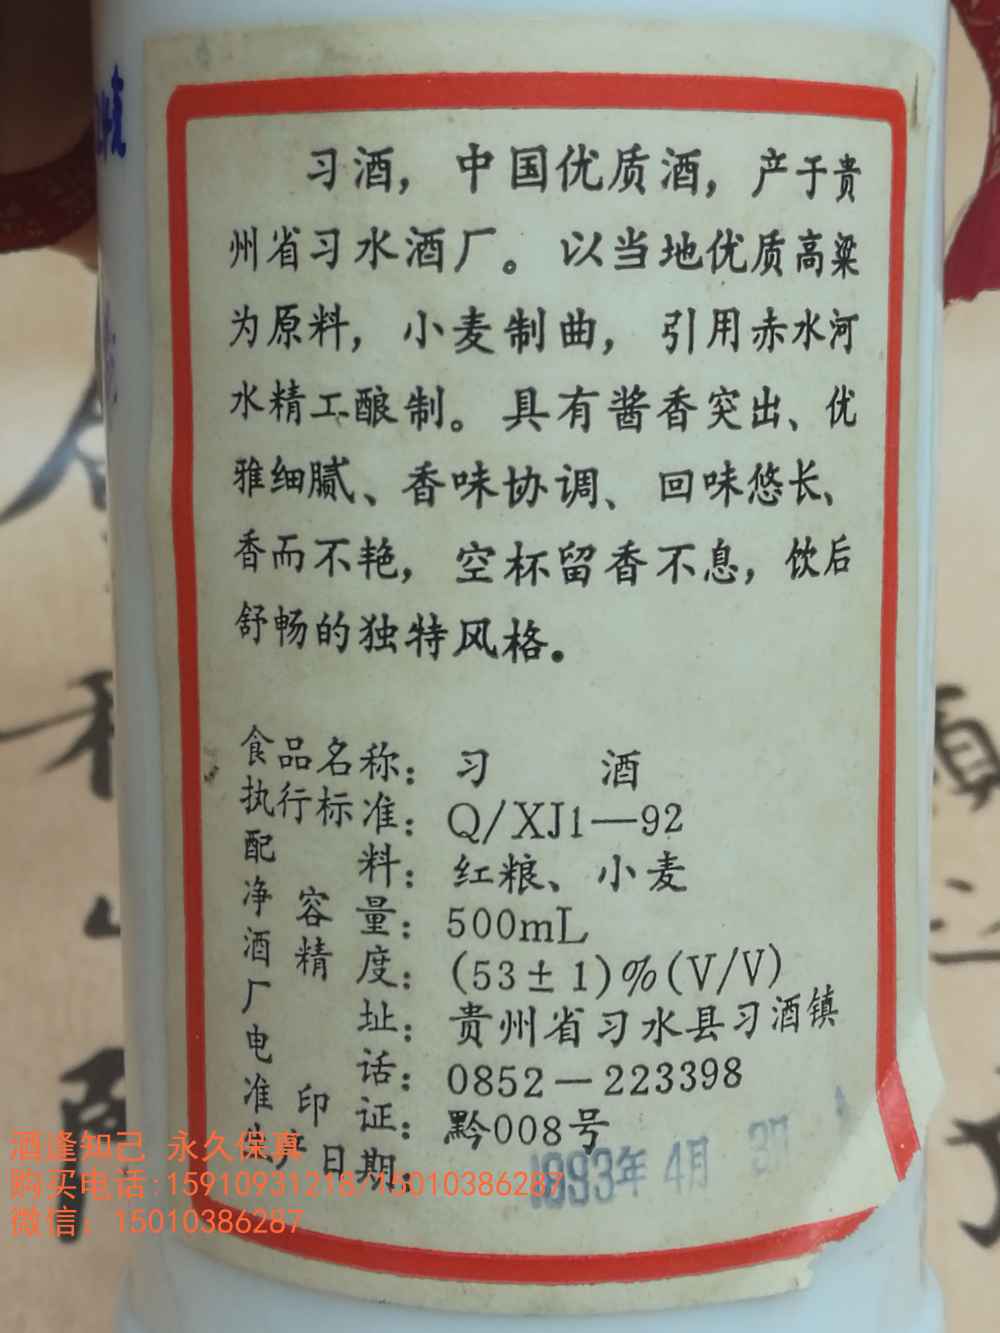 习酒，中国优质酒，产于贵
州省习水酒厂。以当地优质高粱
为原料，小麦制曲，引用赤水河
水精工酿制。具有酱香突出、优
雅细腻、香味协调、回味悠长、
香而不艳，空杯留香不息，饮后
舒畅的独特风格。
食品名称：习 酒
执行标准：Q/XJ1—92
配 料：红粮、小麦
净 容 量：500mL
酒 精 度：(53±1)%(V/V)
厂 址：贵州省习水县习酒镇
电 话：0852—223398
准 印 证：黔008号
生产日期：1993年4月3日
酒逢知己 永久保真
购买电话:15910931218/15010386287
微信：15010386287